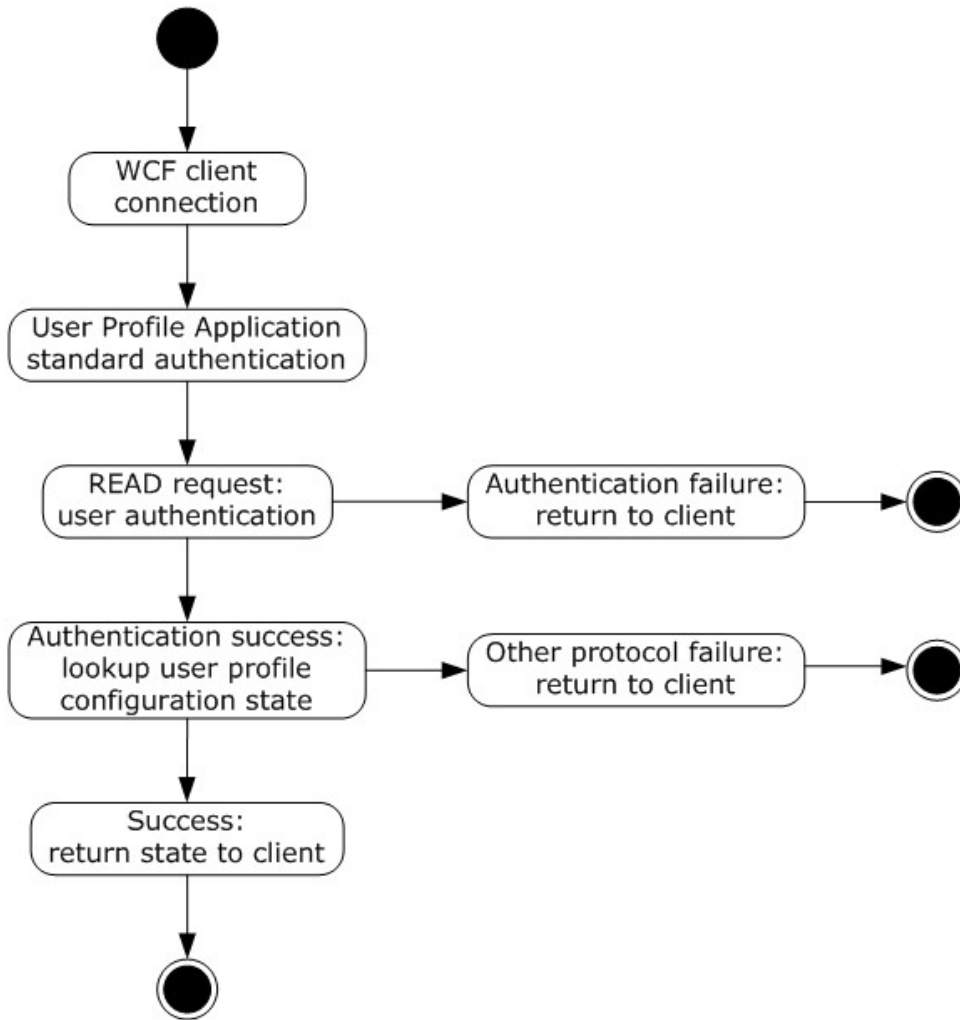 WCF client
connection
User Profile Application
standard authentication
READ request:
user authentication
Authentication failure:
return to client
Authentication success:
lookup user profile
configuration state
Other protocol failure:
return to client
Success:
return state to client